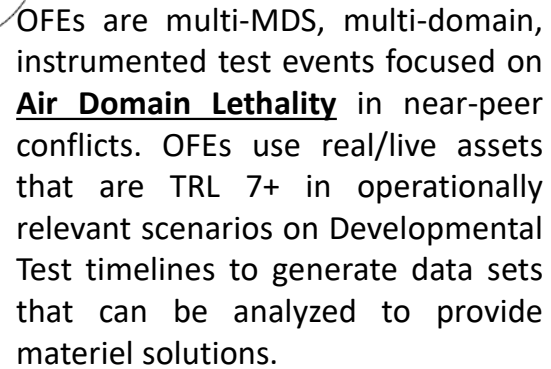 OFEs are multi-MDS, multi-domain,
instrumented test events focused on
Air Domain Lethality in near-peer
conflicts. OFEs use real/live assets
that are TRL 7+ in operationally
relevant scenarios on Developmental
Test timelines to generate data sets
that can be analyzed to provide
materiel solutions.